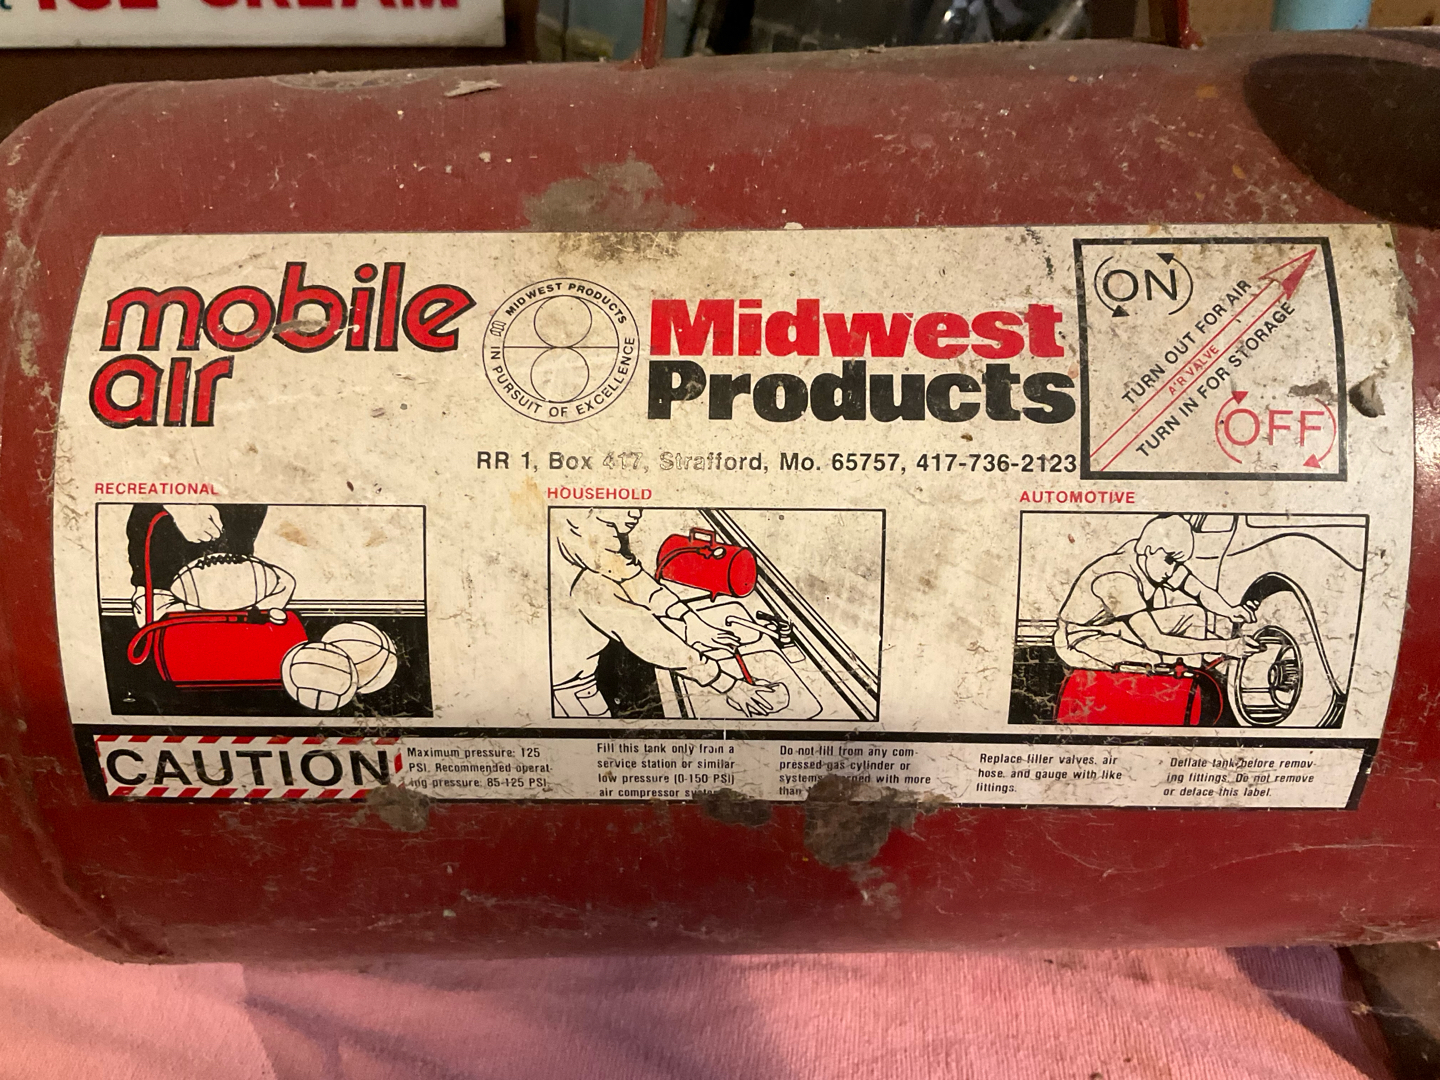 ICE CREAM
mobile
air
MIDWEST PRODUCTS
IN PURSUIT OF EXCELLENCE
Midwest
Products
RR 1, Box 417, Strafford, Mo. 65757, 417-736-2123
ON
TURN OUT FOR AIR
AIR VALVE
TURN IN FOR STORAGE
OFF
RECREATIONAL
HOUSEHOLD
AUTOMOTIVE
CAUTION
Maximum pressure: 125
PSI. Recommended operat-
ing pressure: 85-125 PSI.
Fill this tank only from a
service station or similar
low pressure (0-150 PSI)
air compressor
Do not fill from any com-
pressed gas cylinder or
systems with more
than
Replace filler valves, air
hose, and gauge with like
fittings.
Deflate tank before remov-
ing fittings. Do not remove
or deface this label.